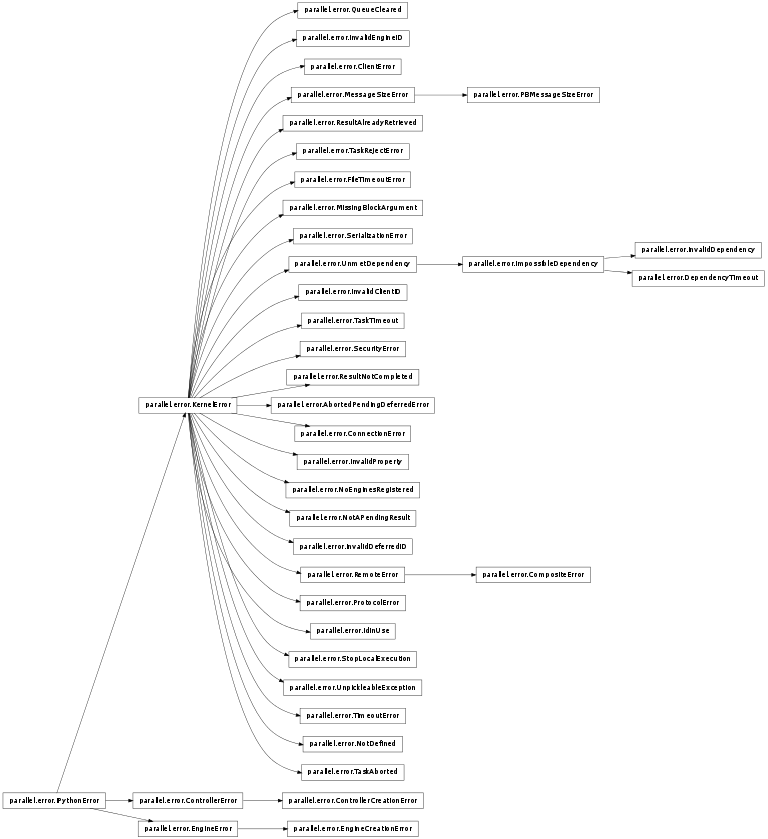 parallel.error.QueueCleared
parallel.error.InvalidEngineID
parallel.error.ClientError
parallel.error.MessageSizeError
parallel.error.PBMessageSizeError
parallel.error.ResultAlreadyRetrieved
parallel.error.TaskRejectError
parallel.error.FileTimeoutError
parallel.error.MissingBlockArgument
parallel.error.SerializationError
parallel.error.InvalidDependency
parallel.error.UnmetDependency
parallel.error.ImpossibleDependency
parallel.error.DependencyTimeout
parallel.error.InvalidClientID
parallel.error.TaskTimeout
parallel.error.SecurityError
parallel.error.ResultNotCompleted
parallel.error.KernelError
parallel.error.AbortedPendingDeferredError
parallel.error.ConnectionError
parallel.error.InvalidProperty
parallel.error.NoEnginesRegistered
parallel.error.NotAPendingResult
parallel.error.InvalidDeferredID
parallel.error.RemoteError
parallel.error.CompositeError
parallel.error.ProtocolError
parallel.error.IdInUse
parallel.error.StopLocalExecution
parallel.error.UnpickleableException
parallel.error.TimeoutError
parallel.error.NotDefined
parallel.error.TaskAborted
parallel.error.IPythonError
parallel.error.ControllerError
parallel.error.ControllerCreationError
parallel.error.EngineError
parallel.error.EngineCreationError